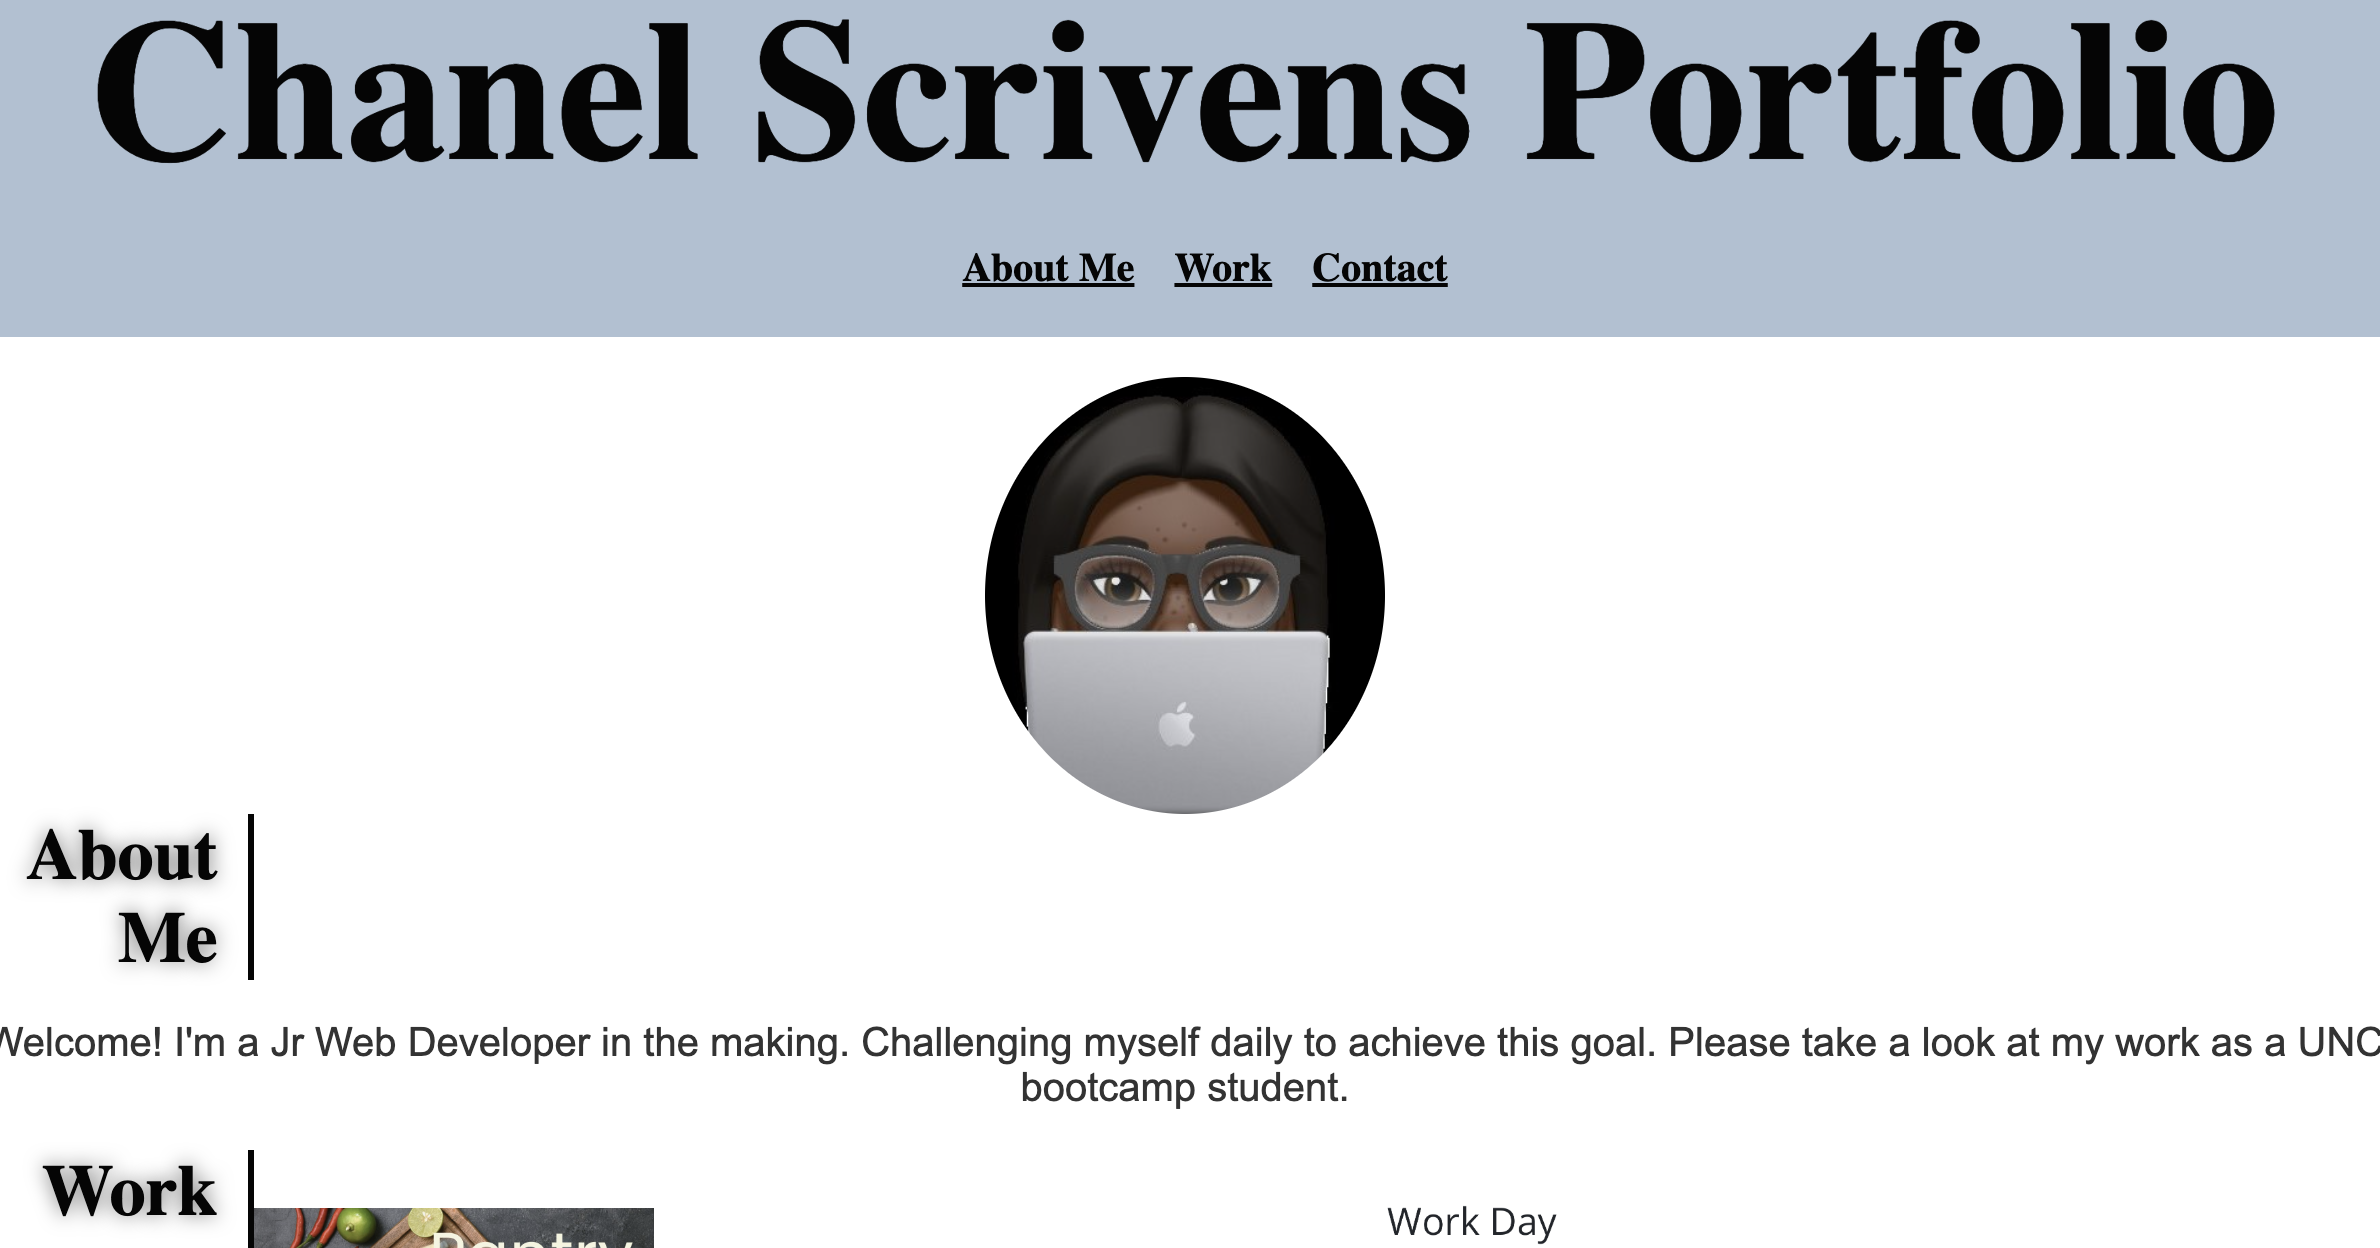 Chanel Scrivens Portfolio
About Me Work Contact
About
Me
Welcome! I'm a Jr Web Developer in the making. Challenging myself daily to achieve this goal. Please take a look at my work as a UNC
bootcamp student.
Work
Work Day
Pantry